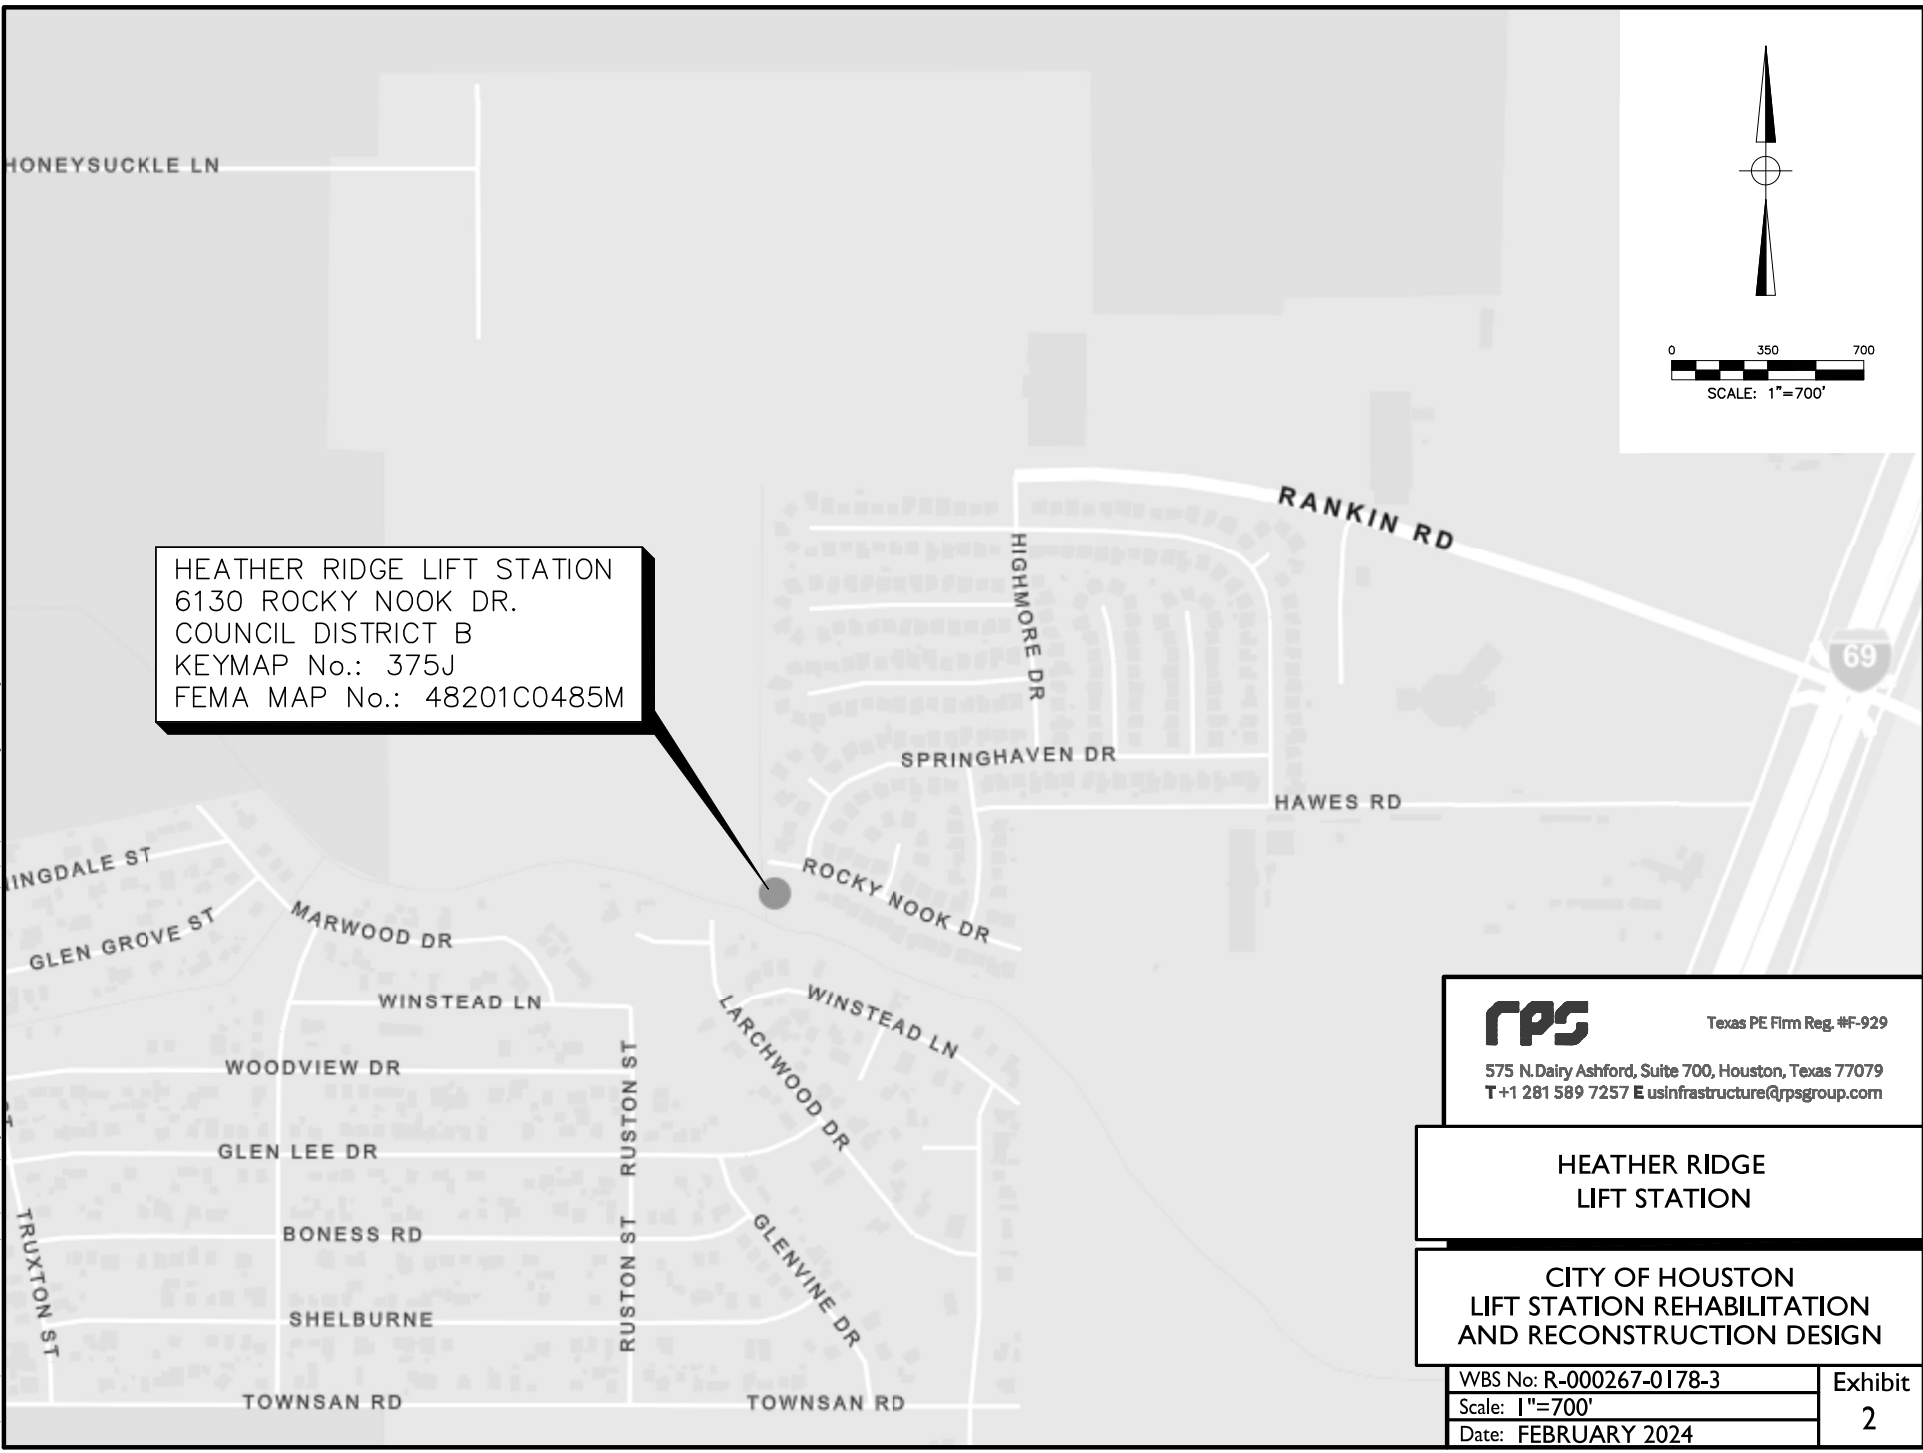 HONEYSUCKLE LN
0 350 700
SCALE: 1"=700'
RANKIN RD
HIGHMORE DR
HEATHER RIDGE LIFT STATION
6130 ROCKY NOOK DR.
COUNCIL DISTRICT B
KEYMAP No.: 375J
FEMA MAP No.: 48201C0485M
69
SPRINGHAVEN DR
HAWES RD
INGDALE ST
GLEN GROVE ST
MARWOOD DR
ROCKY NOOK DR
WINSTEAD LN
WINSTEAD LN
LARCHWOOD DR
WOODVIEW DR
RUSTON ST
GLEN LEE DR
TRUXTON ST
BONESS RD
RUSTON ST
GLENVINE DR
SHELBURNE
TOWNSAN RD
TOWNSAN RD
rps
Texas PE Firm Reg. #F-929
575 N.Dairy Ashford, Suite 700, Houston, Texas 77079
T +1 281 589 7257 E usinfrastructure@rpsgroup.com
HEATHER RIDGE
LIFT STATION
CITY OF HOUSTON
LIFT STATION REHABILITATION
AND RECONSTRUCTION DESIGN
WBS No: R-000267-0178-3
Scale: 1"=700'
Date: FEBRUARY 2024
Exhibit
2